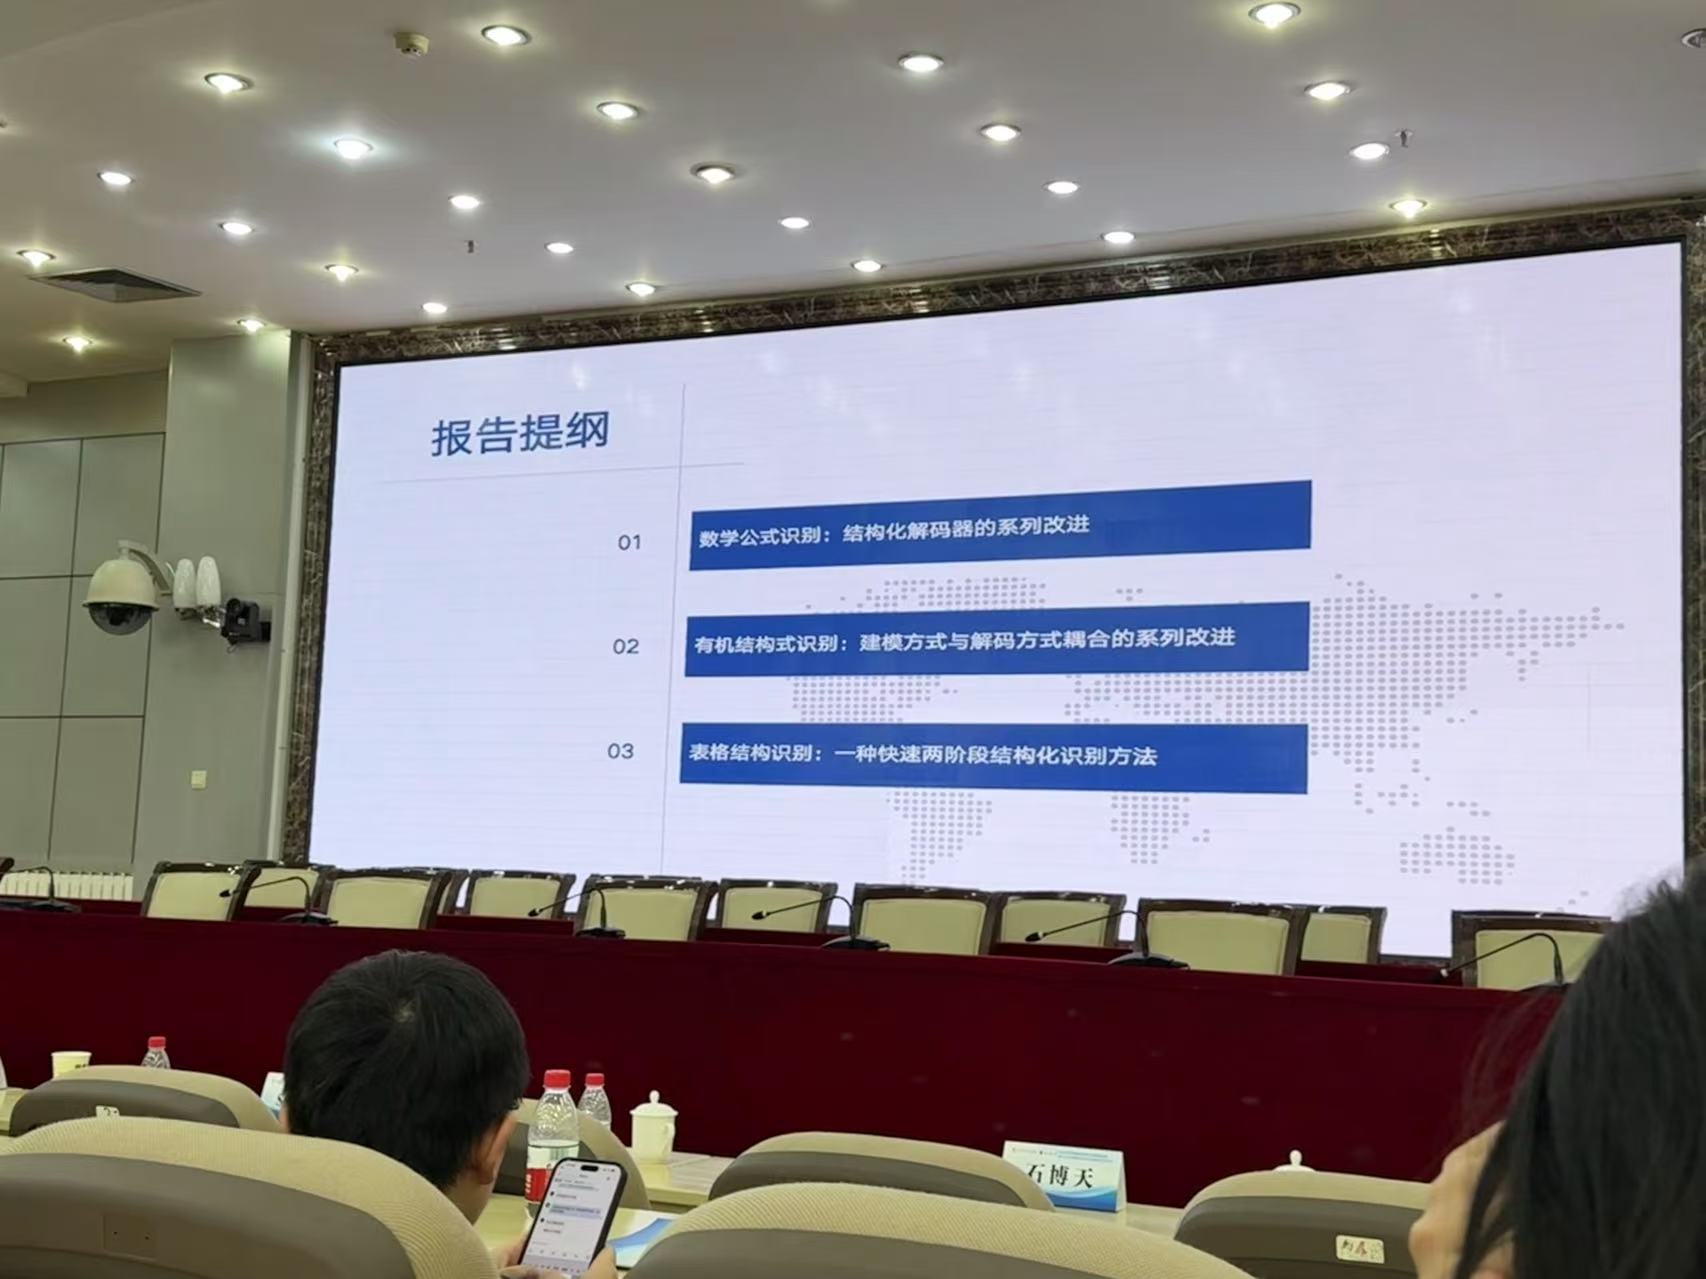 报告提纲
01
数学公式识别：结构化解码器的系列改进
02
有机结构式识别：建模方式与解码方式耦合的系列改进
03
表格结构识别：一种快速两阶段结构化识别方法
石博天